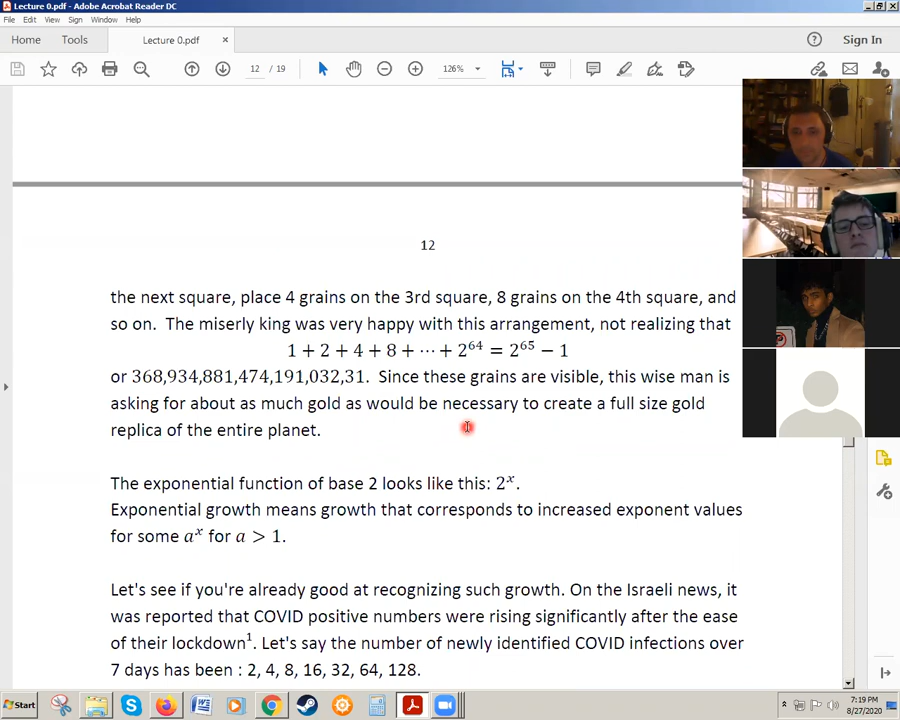 Lecture 0.pdf - Adobe Acrobat Reader DC
File Edit View Sign Window Help
Home Tools Lecture 0.pdf × Sign In
12 / 19 126%
12
the next square, place 4 grains on the 3rd square, 8 grains on the 4th square, and
so on. The miserly king was very happy with this arrangement, not realizing that
1 + 2 + 4 + 8 + ⋯ + 2^64 = 2^65 − 1
or 368,934,881,474,191,032,31. Since these grains are visible, this wise man is
asking for about as much gold as would be necessary to create a full size gold
replica of the entire planet.
The exponential function of base 2 looks like this: 2^x.
Exponential growth means growth that corresponds to increased exponent values
for some a^x for a > 1.
Let's see if you're already good at recognizing such growth. On the Israeli news, it
was reported that COVID positive numbers were rising significantly after the ease
of their lockdown^1. Let's say the number of newly identified COVID infections over
7 days has been : 2, 4, 8, 16, 32, 64, 128.
Start
7:19 PM
8/27/2020